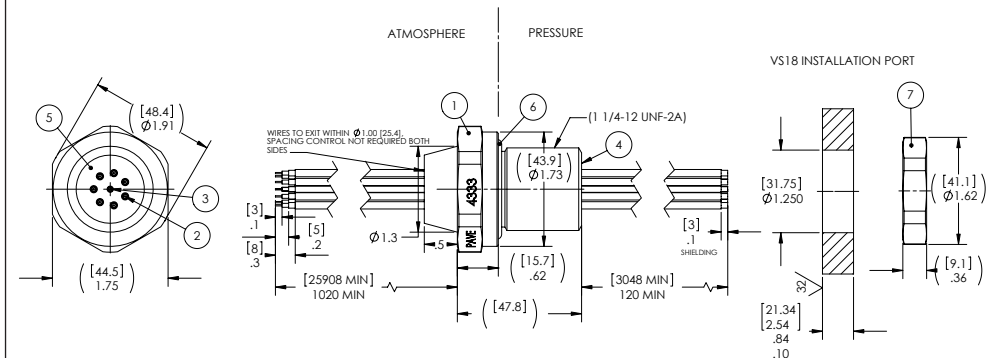 ATMOSPHERE
PRESSURE
VS18 INSTALLATION PORT
[48.4]
Ø1.91
5
3
2
([44.5]
1.75)
WIRES TO EXIT WITHIN Ø1.00 [25.4],
SPACING CONTROL NOT REQUIRED BOTH
SIDES
1
6
(1 1/4-12 UNF-2A)
4
[43.9]
Ø1.73
4333
PAVE
[3]
.1
[5]
.2
[8]
.3
Ø1.3
.5
([15.7]
.62)
[3]
.1
SHIELDING
[25908 MIN]
1020 MIN
[3048 MIN]
120 MIN
([47.8])
7
[31.75]
Ø1.250
([41.1]
Ø1.62)
([9.1]
.36)
32
[21.34]
2.54
.84
.10